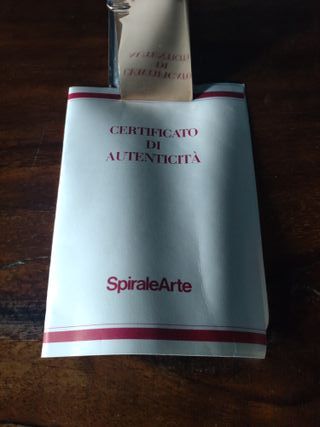 CERTIFICATO
DI
AUTENTICITÀ
SpiraleArte